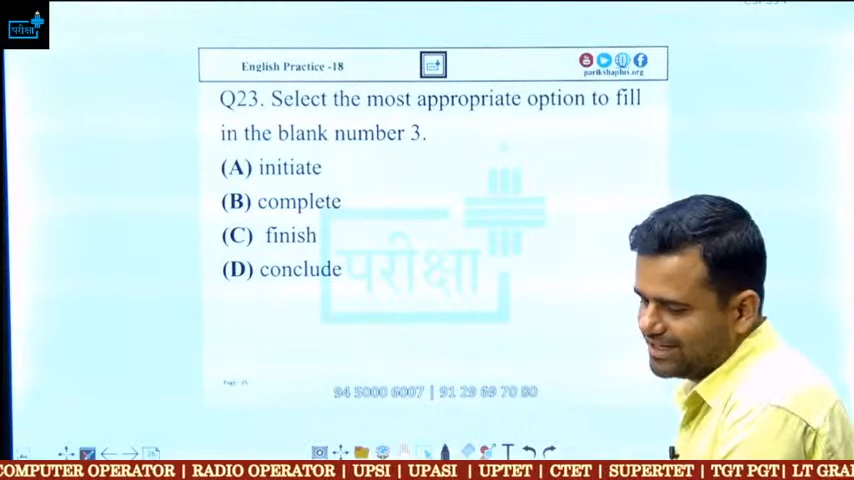 परीक्षा
English Practice -18
parikshaplus.org
Q23. Select the most appropriate option to fill
in the blank number 3.
(A) initiate
(B) complete
(C) finish
(D) conclude
परीक्षा
94 5000 6007 | 91 29 69 70 80
COMPUTER OPERATOR | RADIO OPERATOR | UPSI | UPASI | UPTET | CTET | SUPERTET | TGT PGT| LT GRA